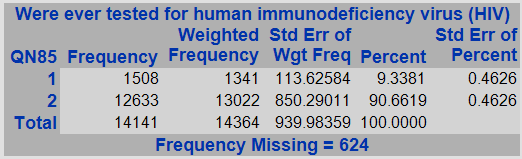 Were ever tested for human immunodeficiency virus (HIV)
Weighted Std Err of Std Err of
QN85 Frequency Frequency Wgt Freq Percent Percent
1 1508 1341 113.62584 9.3381 0.4626
2 12633 13022 850.29011 90.6619 0.4626
Total 14141 14364 939.98359 100.0000
Frequency Missing = 624